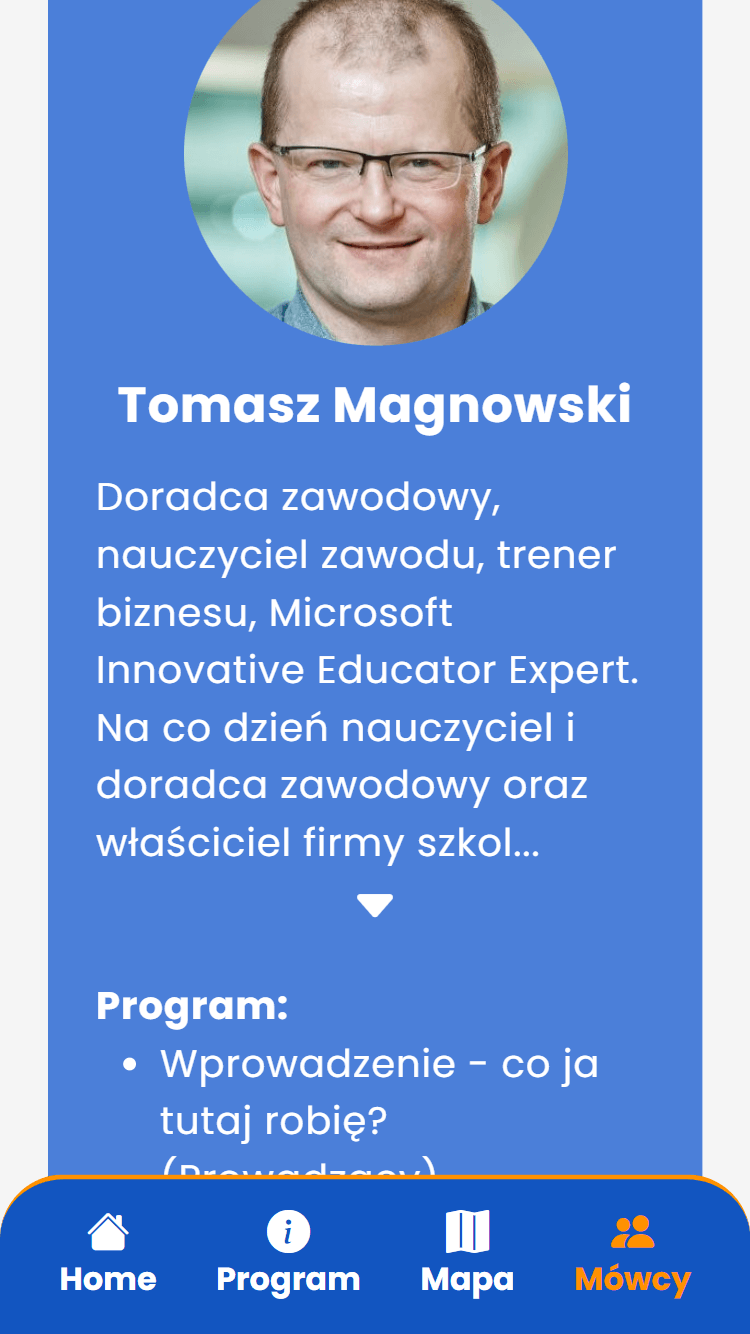 Tomasz Magnowski
Doradca zawodowy,
nauczyciel zawodu, trener
biznesu, Microsoft
Innovative Educator Expert.
Na co dzień nauczyciel i
doradca zawodowy oraz
właściciel firmy szkol...
Program:
• Wprowadzenie - co ja
tutaj robię?
(Prowadzący)
Home
Program
Mapa
Mówcy